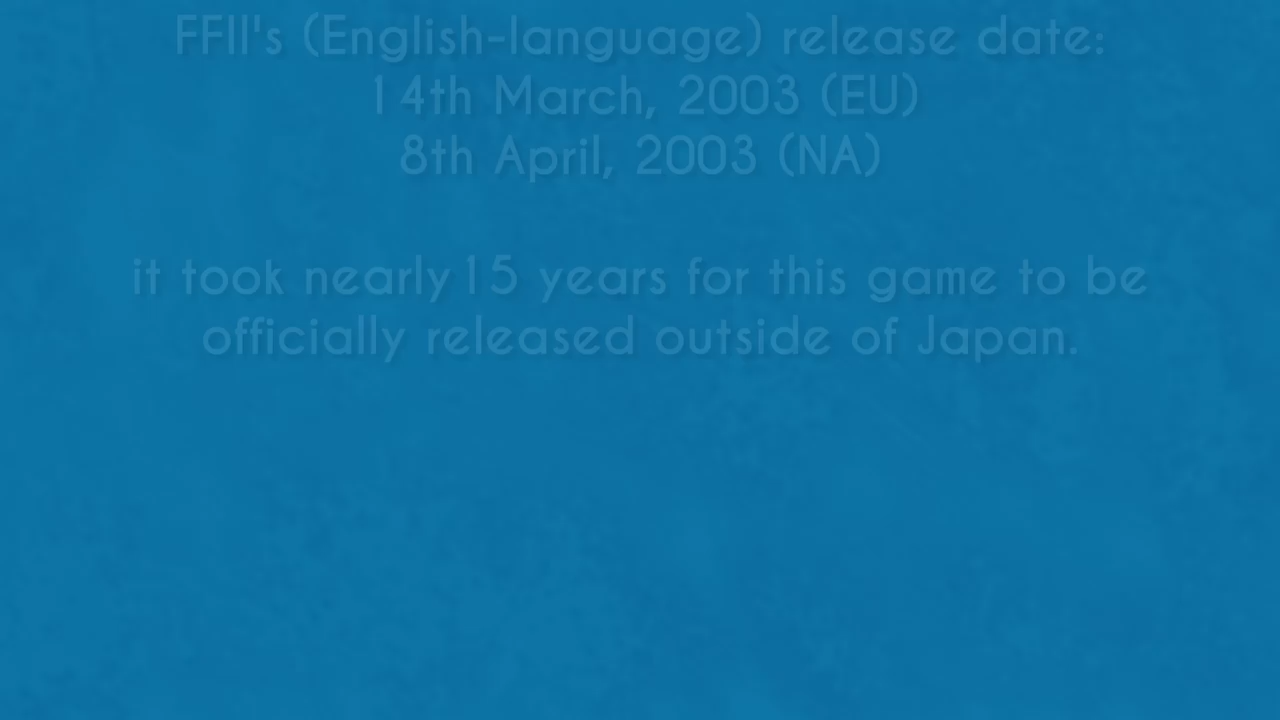 FFII's (English-language) release date:
14th March, 2003 (EU)
8th April, 2003 (NA)
it took nearly 15 years for this game to be
officially released outside of Japan.